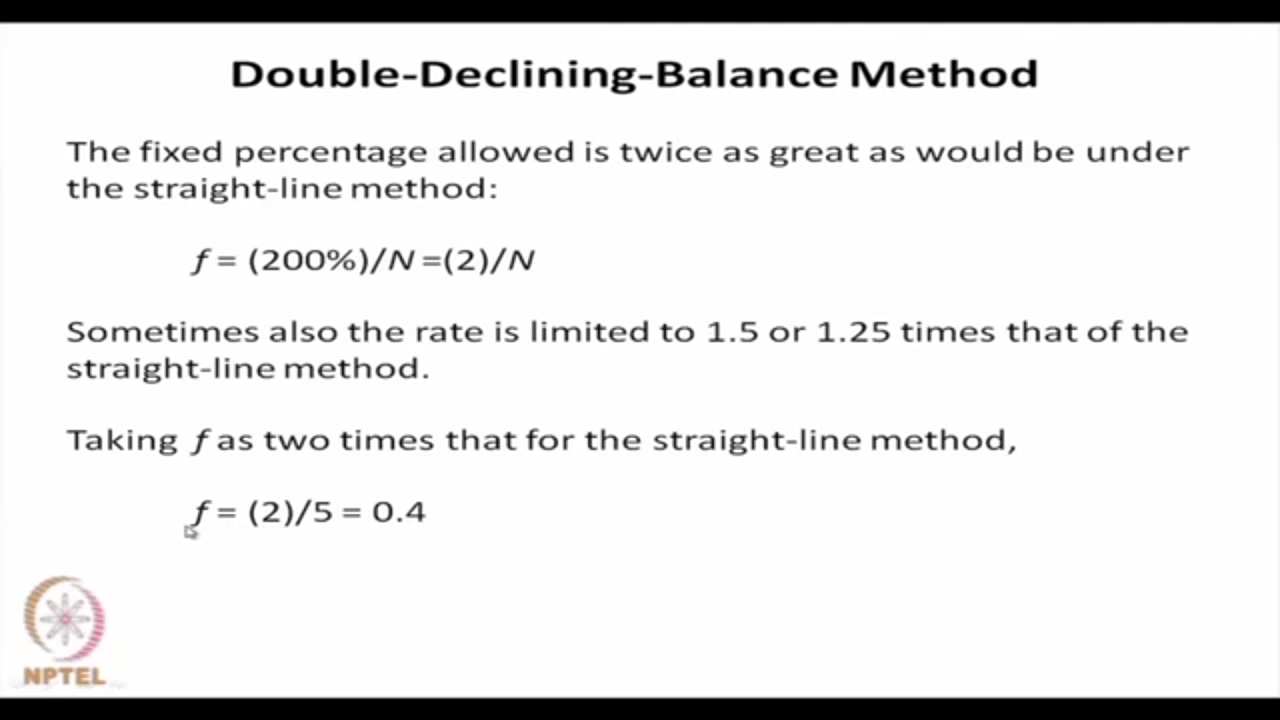 Double-Declining-Balance Method
The fixed percentage allowed is twice as great as would be under
the straight-line method:
f = (200%)/N =(2)/N
Sometimes also the rate is limited to 1.5 or 1.25 times that of the
straight-line method.
Taking f as two times that for the straight-line method,
f = (2)/5 = 0.4
NPTEL